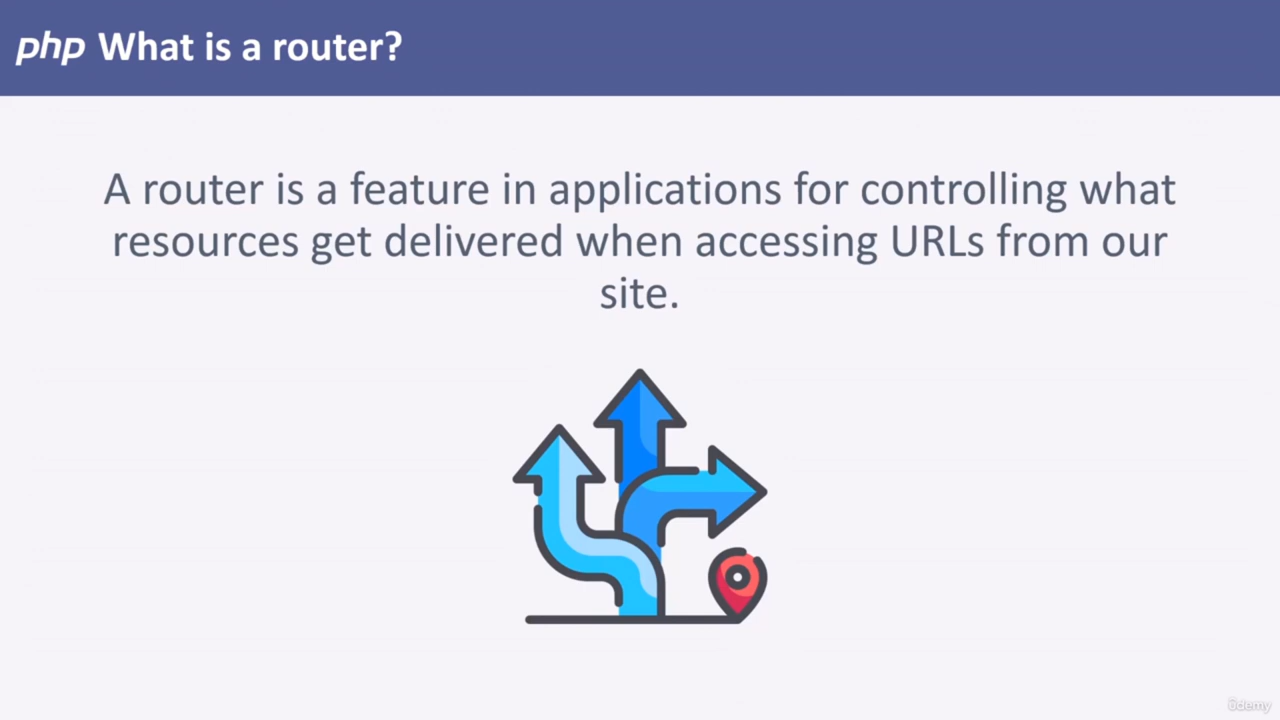 php What is a router?
A router is a feature in applications for controlling what
resources get delivered when accessing URLs from our
site.
ûdemy